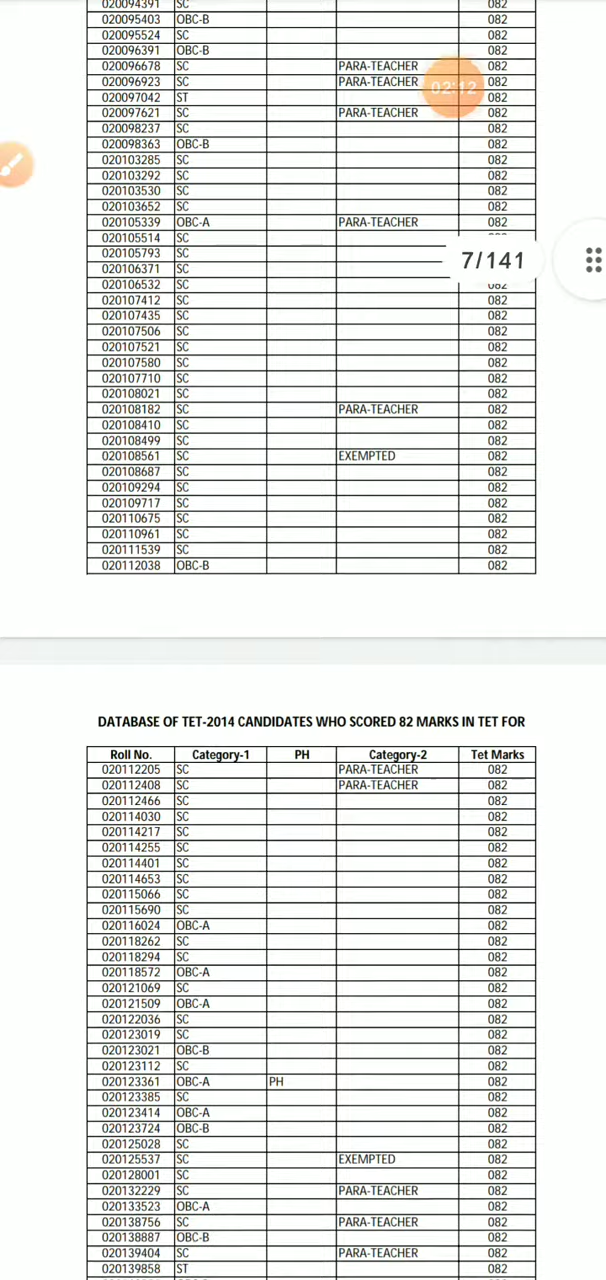 020094391 SC 082
020095403 OBC-B 082
020095524 SC 082
020096391 OBC-B 082
020096678 SC PARA-TEACHER 082
020096923 SC PARA-TEACHER 082
02:12
020097042 ST 082
020097621 SC PARA-TEACHER 082
020098237 SC 082
020098363 OBC-B 082
020103285 SC 082
020103292 SC 082
020103530 SC 082
020103652 SC 082
020105339 OBC-A PARA-TEACHER 082
020105514 SC
020105793 SC
7/141
020106371 SC
020106532 SC 082
020107412 SC 082
020107435 SC 082
020107506 SC 082
020107521 SC 082
020107580 SC 082
020107710 SC 082
020108021 SC 082
020108182 SC PARA-TEACHER 082
020108410 SC 082
020108499 SC 082
020108561 SC EXEMPTED 082
020108687 SC 082
020109294 SC 082
020109717 SC 082
020110675 SC 082
020110961 SC 082
020111539 SC 082
020112038 OBC-B 082
DATABASE OF TET-2014 CANDIDATES WHO SCORED 82 MARKS IN TET FOR
Roll No. Category-1 PH Category-2 Tet Marks
020112205 SC PARA-TEACHER 082
020112408 SC PARA-TEACHER 082
020112466 SC 082
020114030 SC 082
020114217 SC 082
020114255 SC 082
020114401 SC 082
020114653 SC 082
020115066 SC 082
020115690 SC 082
020116024 OBC-A 082
020118262 SC 082
020118294 SC 082
020118572 OBC-A 082
020121069 SC 082
020121509 OBC-A 082
020122036 SC 082
020123019 SC 082
020123021 OBC-B 082
020123112 SC 082
020123361 OBC-A PH 082
020123385 SC 082
020123414 OBC-A 082
020123724 OBC-B 082
020125028 SC 082
020125537 SC EXEMPTED 082
020128001 SC 082
020132229 SC PARA-TEACHER 082
020133523 OBC-A 082
020138756 SC PARA-TEACHER 082
020138887 OBC-B 082
020139404 SC PARA-TEACHER 082
020139858 ST 082